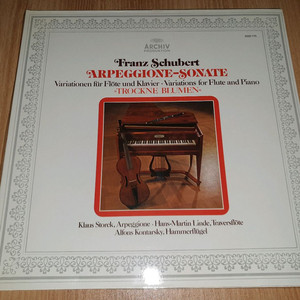 ARCHIV
PRODUKTION
Franz Schubert
ARPEGGIONE-SONATE
Variationen für Flöte und Klavier · Variations for Flute and Piano
»TROCKNE BLUMEN«
Klaus Storck, Arpeggione · Hans-Martin Linde, Traversflöte
Alfons Kontarsky, Hammerflügel